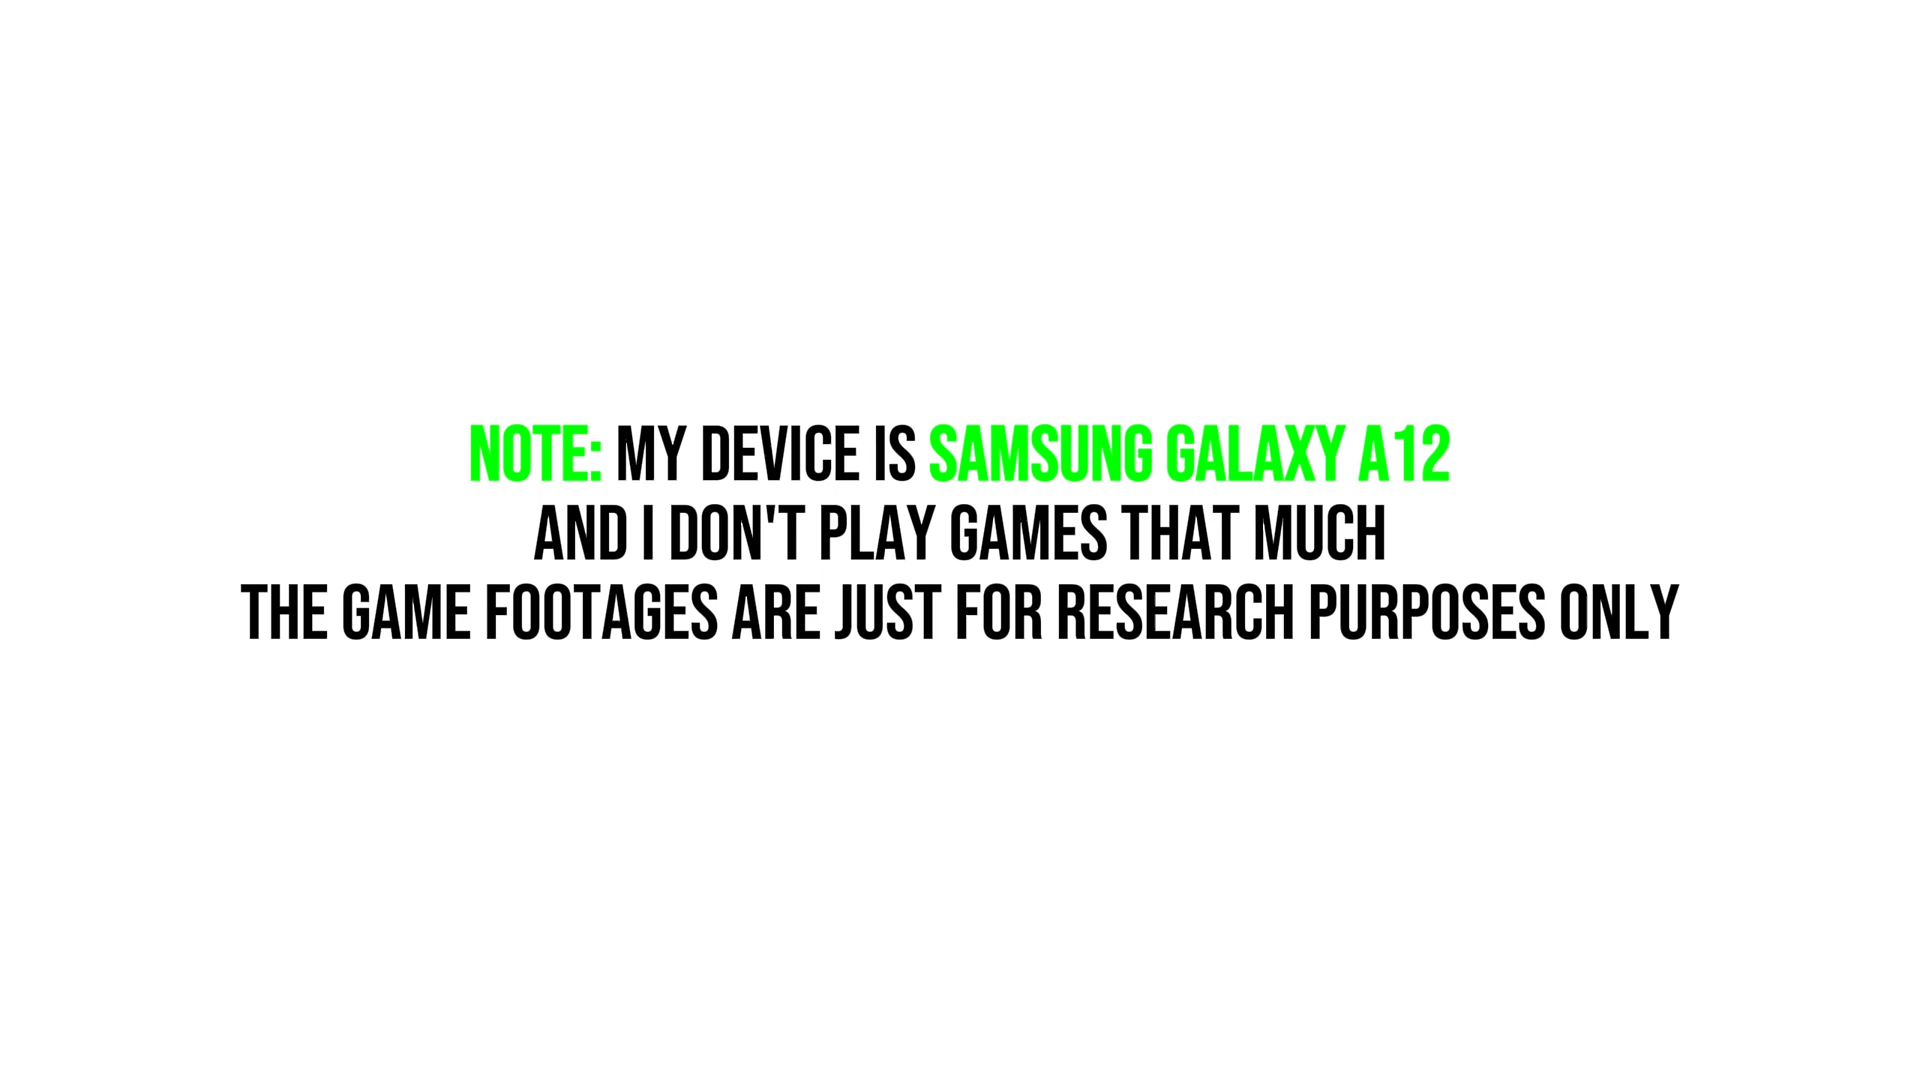 NOTE: MY DEVICE IS SAMSUNG GALAXY A12
AND I DON'T PLAY GAMES THAT MUCH
THE GAME FOOTAGES ARE JUST FOR RESEARCH PURPOSES ONLY